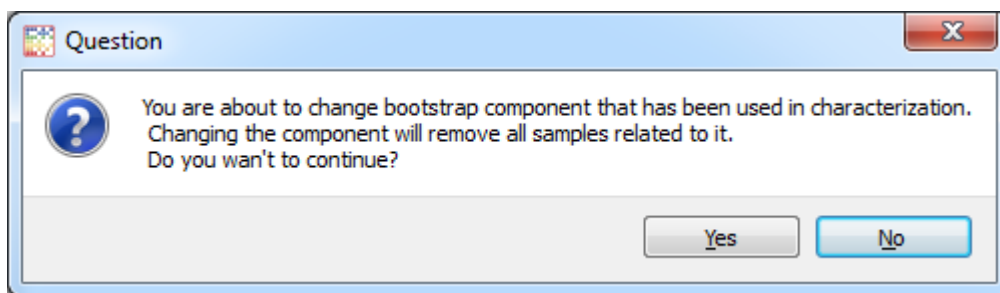 Question
You are about to change bootstrap component that has been used in characterization.
Changing the component will remove all samples related to it.
Do you wan't to continue?
Yes
No